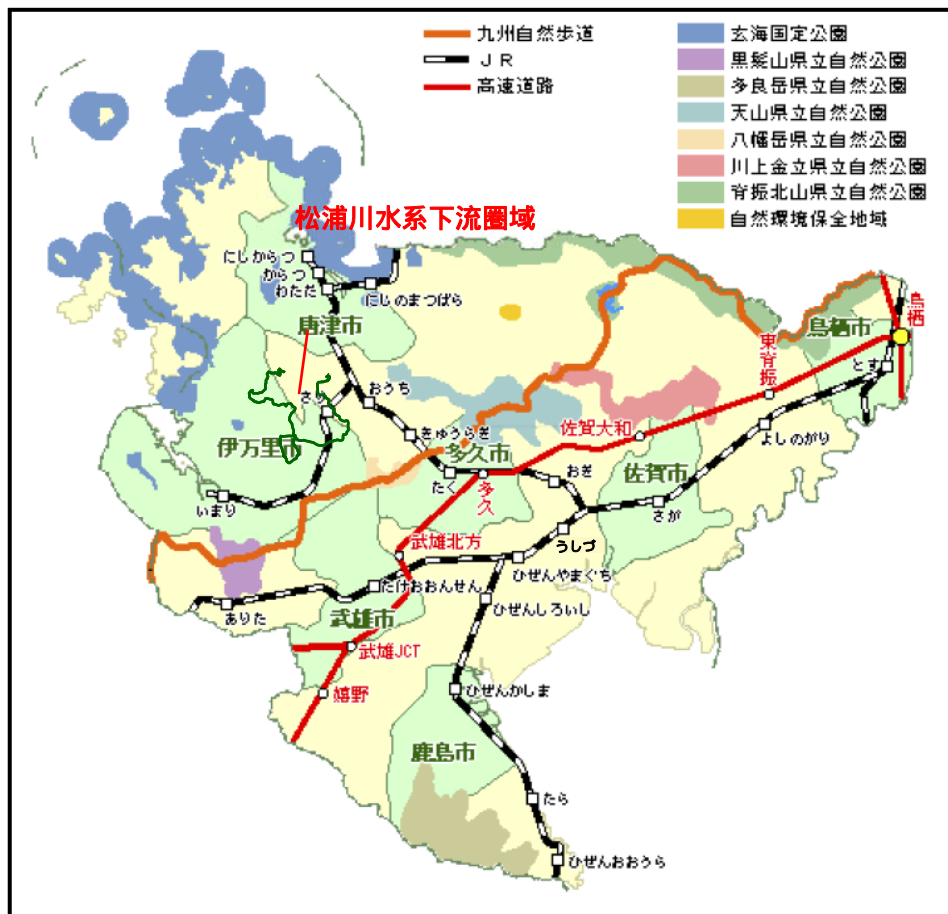 九州自然歩道
JR
高速道路
玄海国定公園
黒髪山県立自然公園
多良岳県立自然公園
天山県立自然公園
八幡岳県立自然公園
川上金立県立自然公園
脊振北山県立自然公園
自然環境保全地域
松浦川水系下流圏域
にしからつ
からつ
わただ
にしのまつばら
唐津市
鳥栖
鳥栖市
東脊振
とす
おうち
さり
きゅうらぎ
佐賀大和
よしのがり
伊万里市
多久市
たく
多久
おぎ
佐賀市
さが
いまり
武雄北方
うしづ
ひぜんやまぐち
たけおおんせん
ひぜんしろいし
ありた
武雄市
武雄JCT
嬉野
ひぜんかしま
鹿島市
たら
ひぜんおおうら